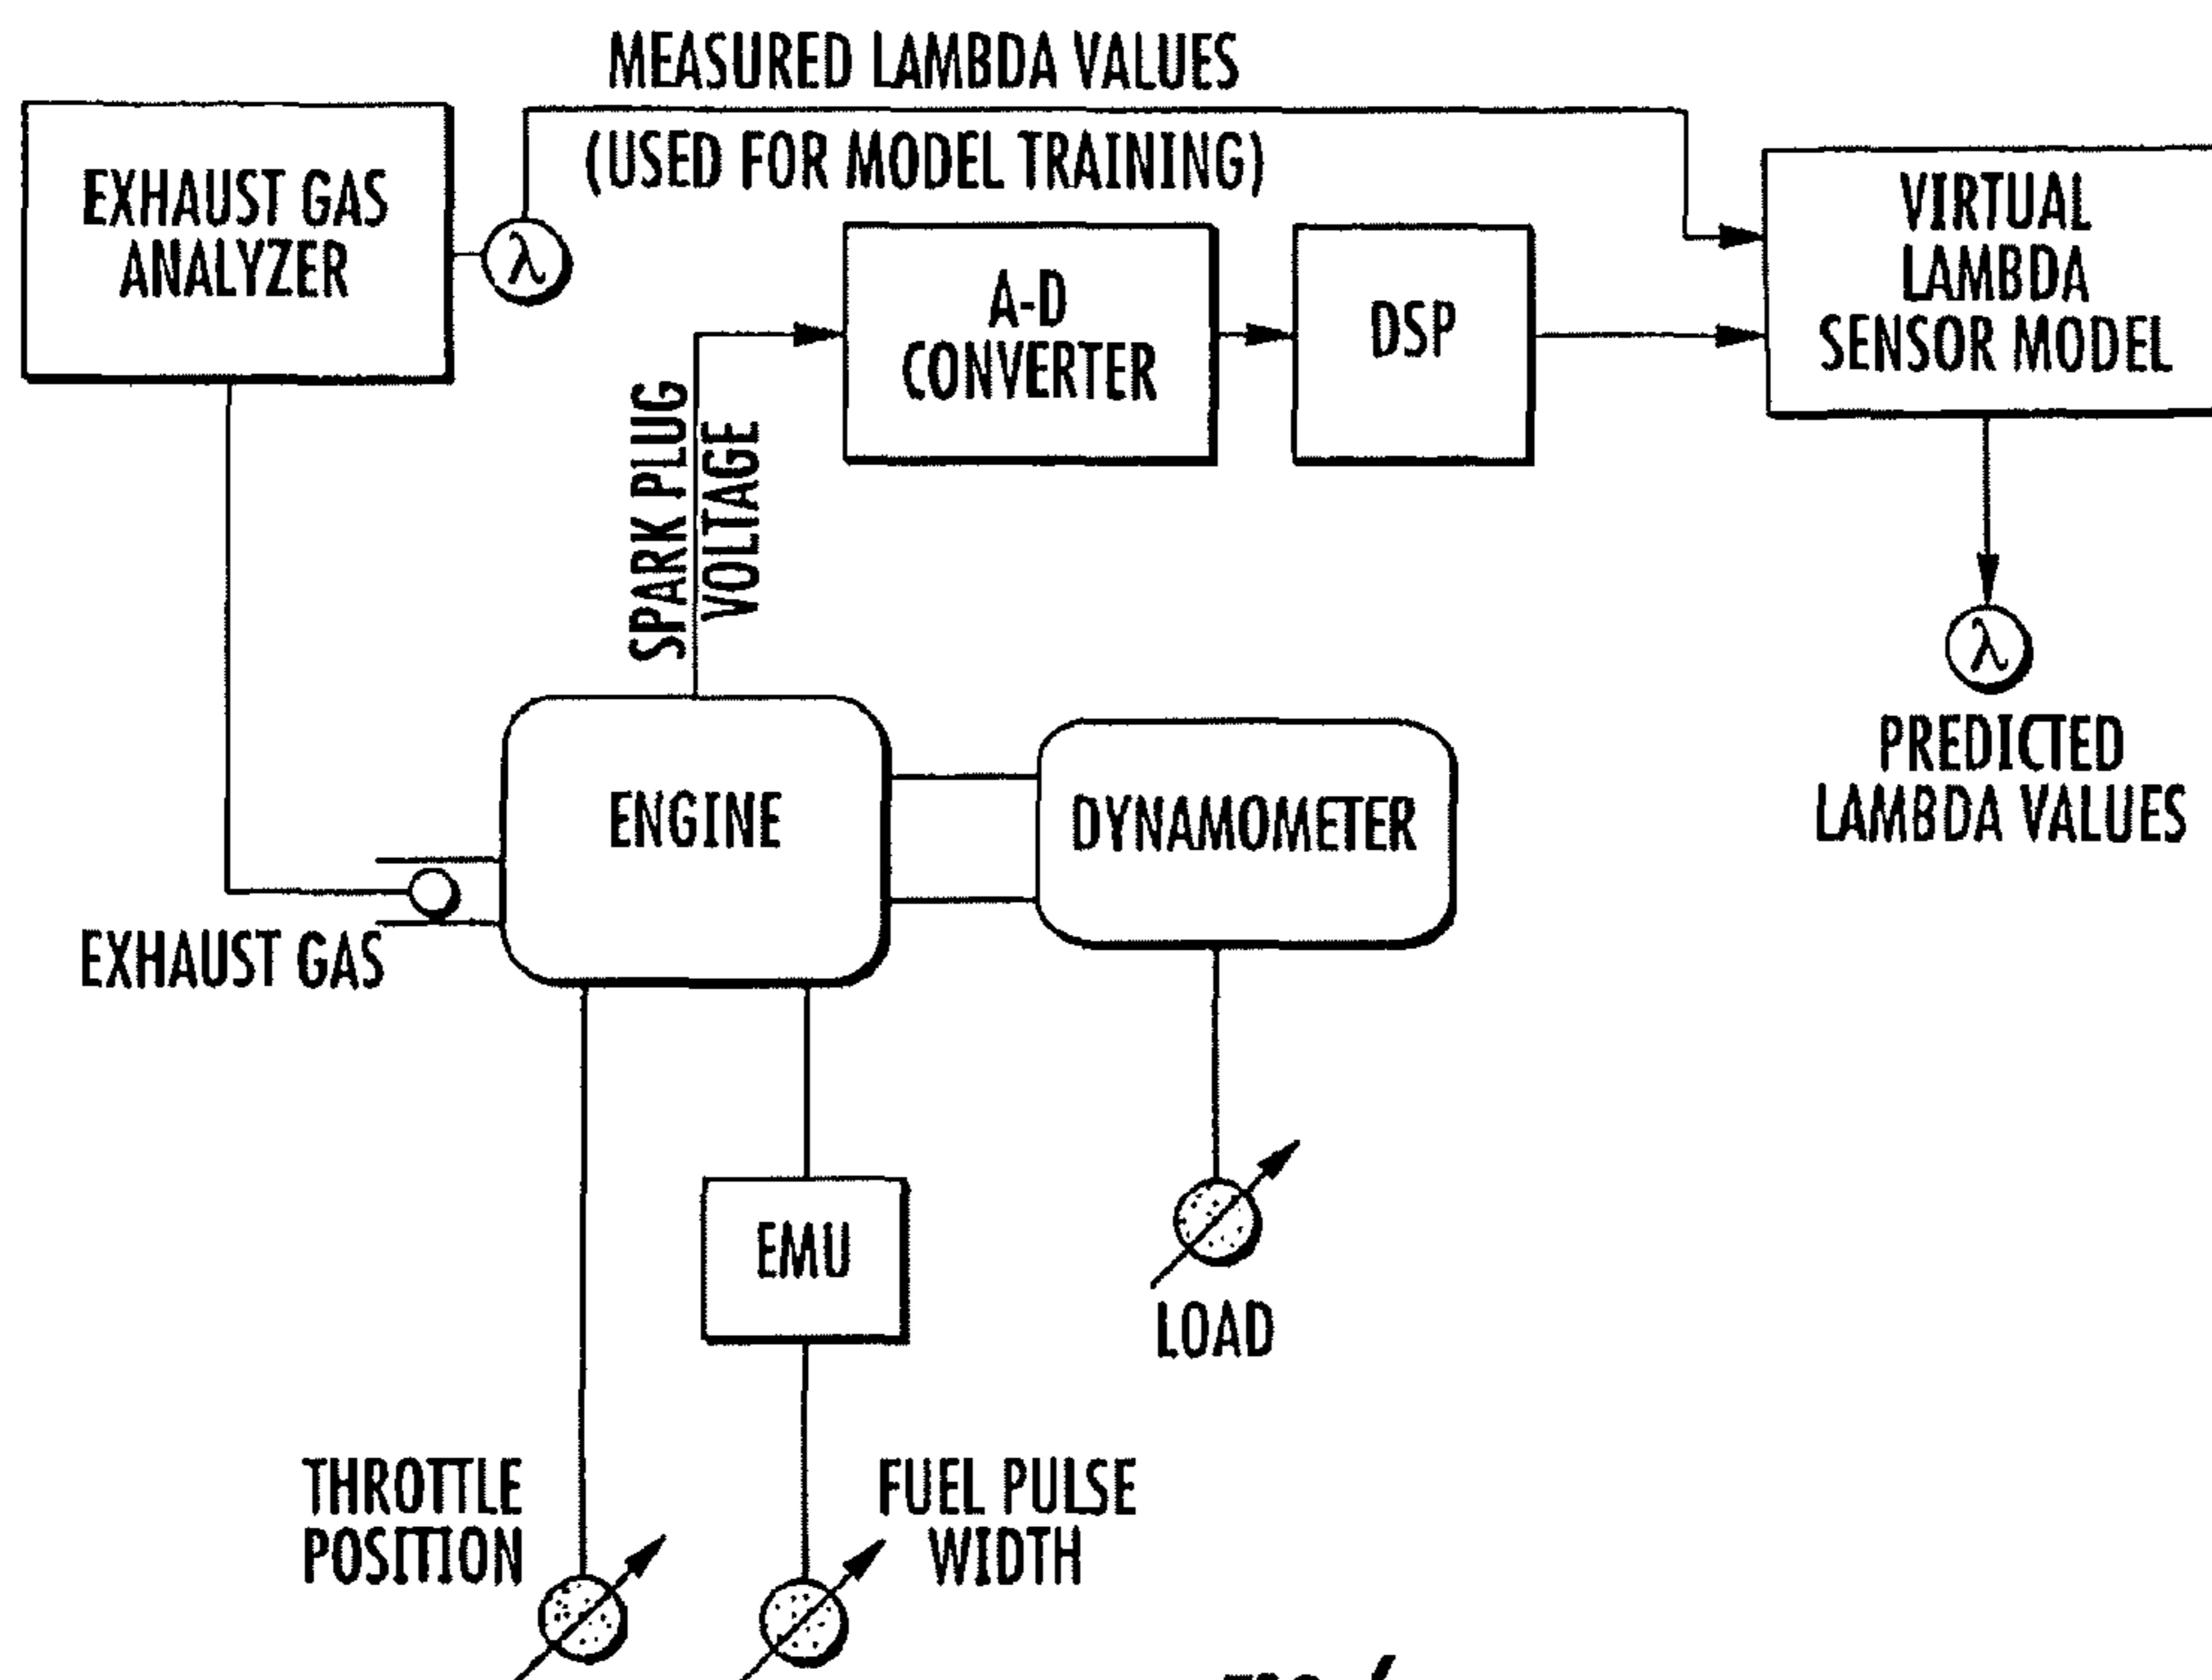 MEASURED LAMBDA VALUES
(USED FOR MODEL TRAINING)
EXHAUST GAS
ANALYZER
λ
A-D
CONVERTER
DSP
VIRTUAL
LAMBDA
SENSOR MODEL
SPARK PLUG
VOLTAGE
λ
PREDICTED
LAMBDA VALUES
ENGINE
DYNAMOMETER
EXHAUST GAS
EMU
LOAD
THROTTLE
POSITION
FUEL PULSE
WIDTH